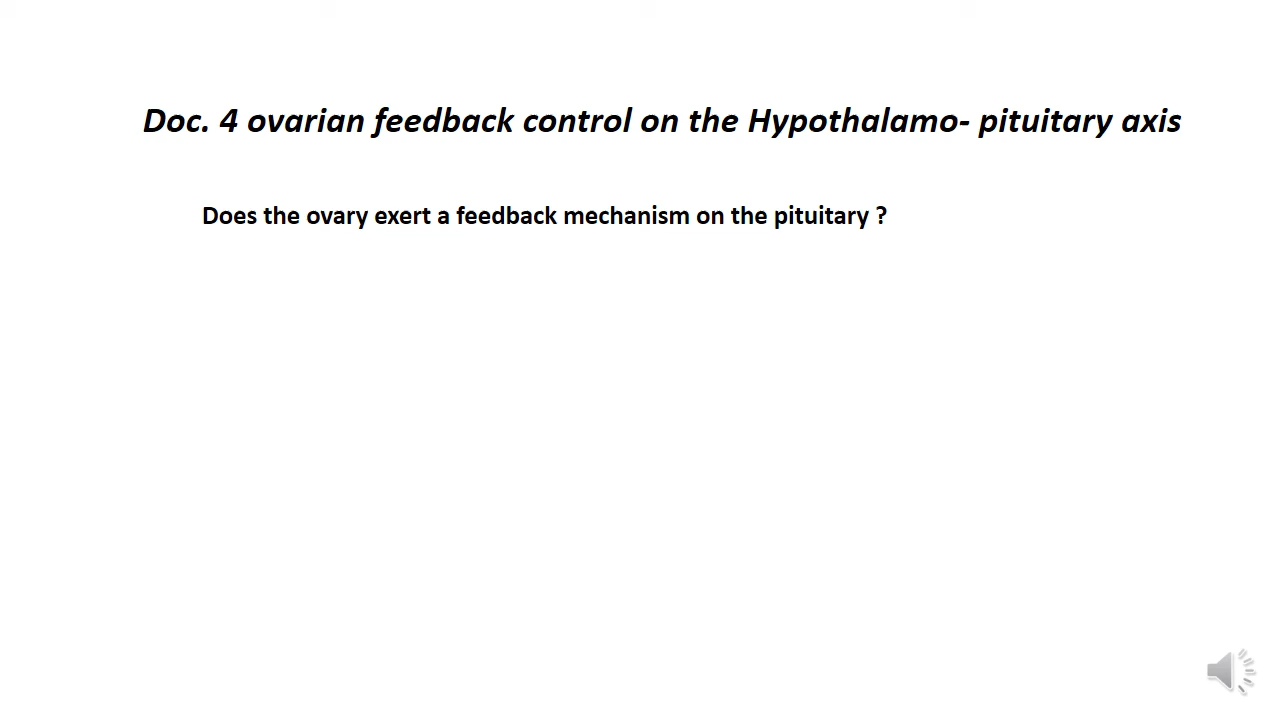 Doc. 4 ovarian feedback control on the Hypothalamo- pituitary axis
Does the ovary exert a feedback mechanism on the pituitary ?